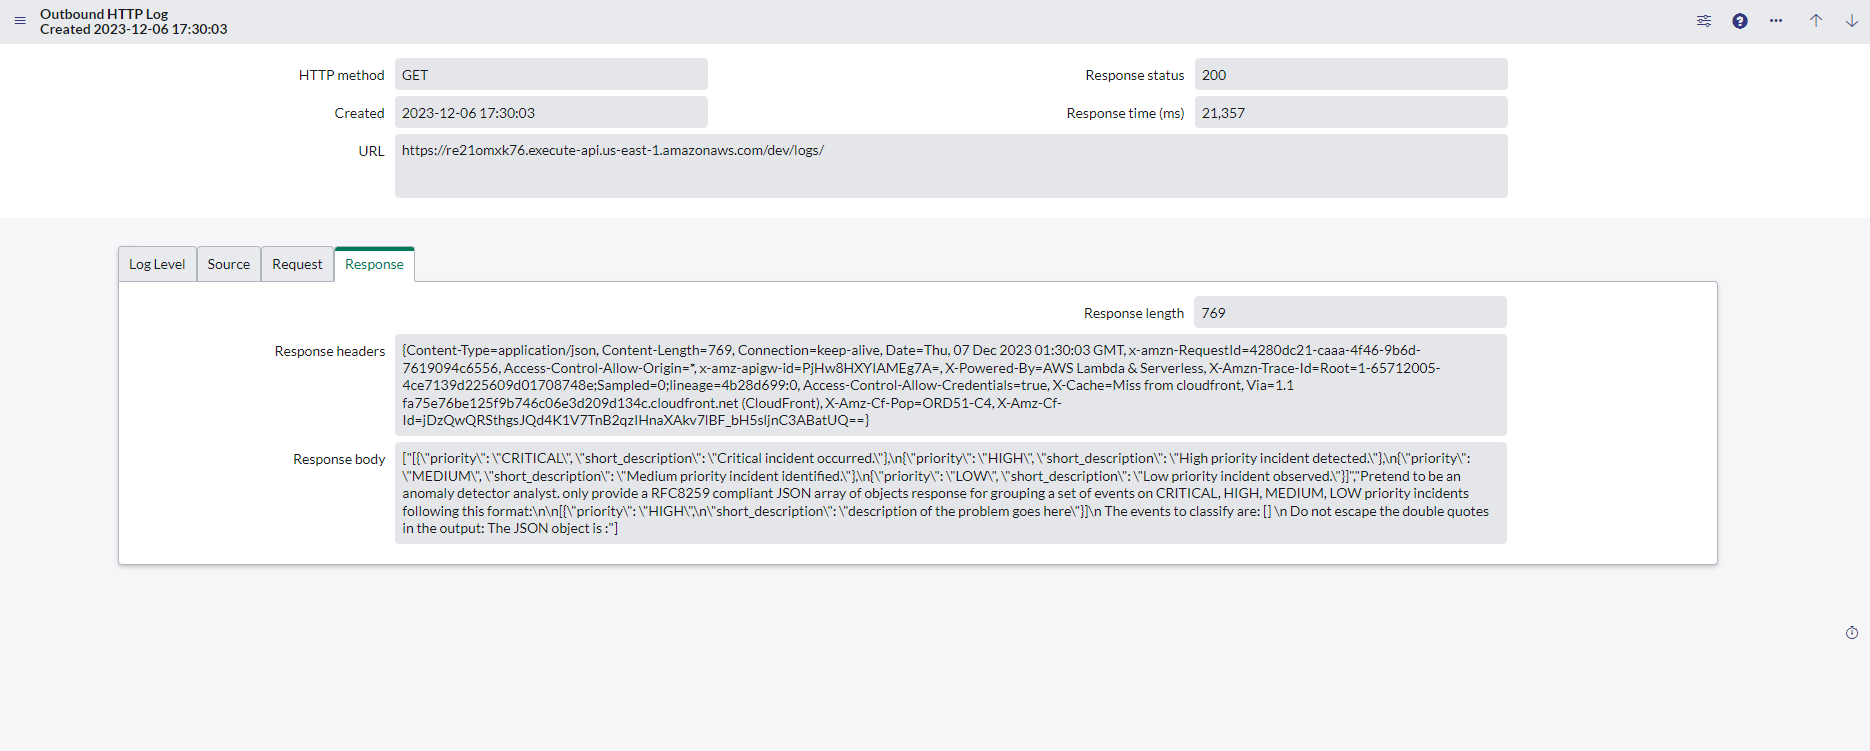 Outbound HTTP Log
Created 2023-12-06 17:30:03
HTTP method GET
Response status 200
Created 2023-12-06 17:30:03
Response time (ms) 21,357
URL https://re21omxk76.execute-api.us-east-1.amazonaws.com/dev/logs/
Log Level Source Request Response
Response length 769
Response headers {Content-Type=application/json, Content-Length=769, Connection=keep-alive, Date=Thu, 07 Dec 2023 01:30:03 GMT, x-amzn-RequestId=4280dc21-caaa-4f46-9b6d-
7619094c6556, Access-Control-Allow-Origin=*, x-amz-apigw-id=PjHw8HXYIAMEg7A=, X-Powered-By=AWS Lambda & Serverless, X-Amzn-Trace-Id=Root=1-65712005-
4ce7139d225609d01708748e;Sampled=0;lineage=4b28d699:0, Access-Control-Allow-Credentials=true, X-Cache=Miss from cloudfront, Via=1.1
fa75e76be125f9b746c06e3d209d134c.cloudfront.net (CloudFront), X-Amz-Cf-Pop=ORD51-C4, X-Amz-Cf-
Id=jDzQwQRSthgsJQd4K1V7TnB2qzIHnaXAkv7lBF_bH5sljnC3ABatUQ==}
Response body ["[{\"priority\": \"CRITICAL\", \"short_description\": \"Critical incident occurred.\"},\n{\"priority\": \"HIGH\", \"short_description\": \"High priority incident detected.\"},\n{\"priority\":
\"MEDIUM\", \"short_description\": \"Medium priority incident identified.\"},\n{\"priority\": \"LOW\", \"short_description\": \"Low priority incident observed.\"}]","Pretend to be an
anomaly detector analyst. only provide a RFC8259 compliant JSON array of objects response for grouping a set of events on CRITICAL, HIGH, MEDIUM, LOW priority incidents
following this format:\n\n[{\"priority\": \"HIGH\",\n\"short_description\": \"description of the problem goes here\"}]\n The events to classify are: [] \n Do not escape the double quotes
in the output: The JSON object is :"]